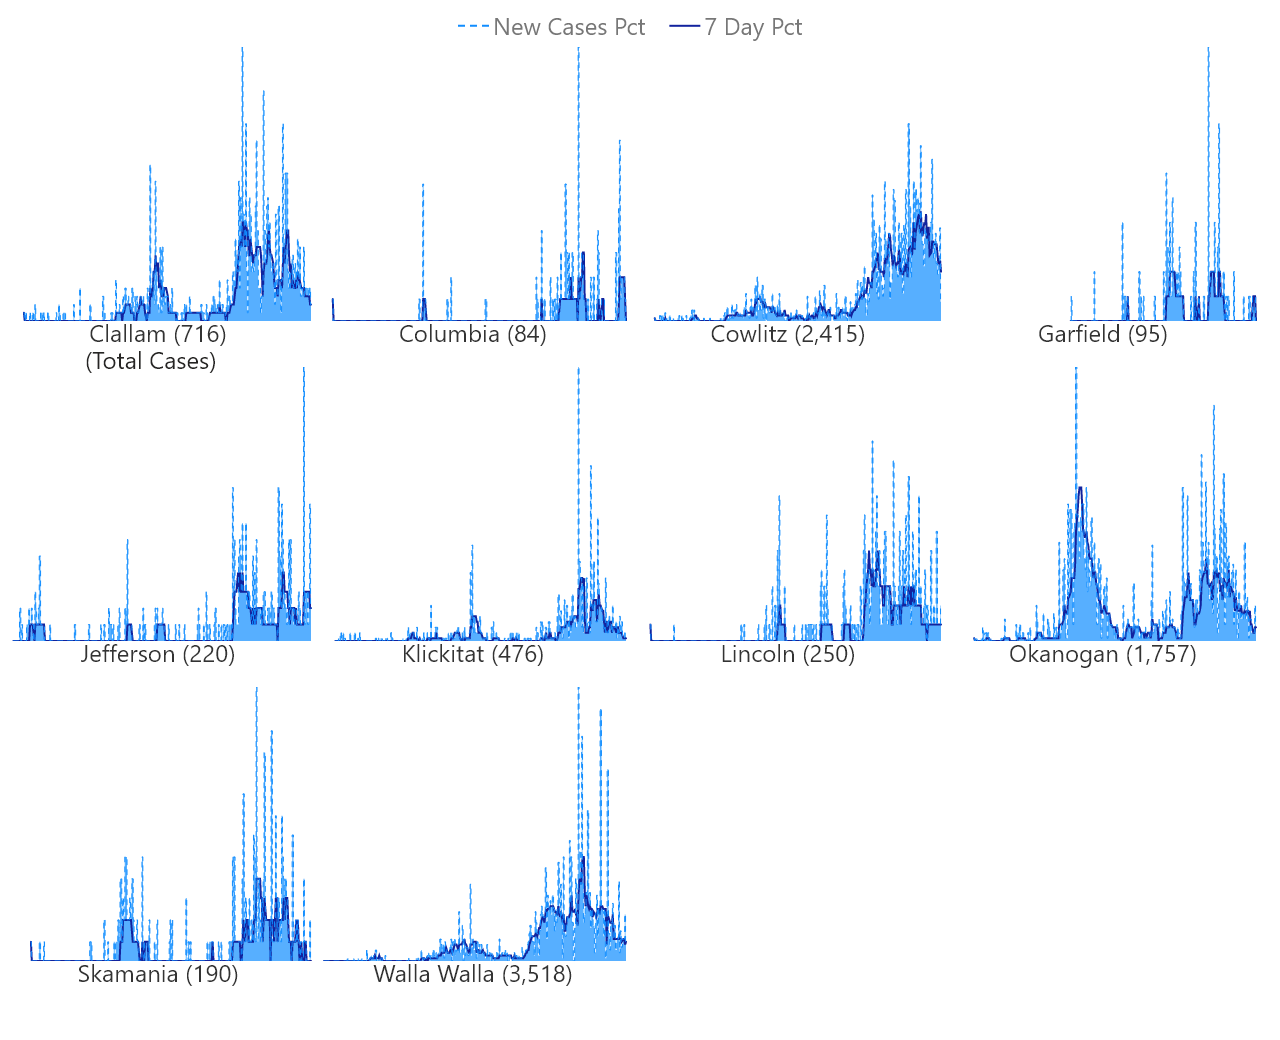 New Cases Pct 7 Day Pct
Clallam (716) Columbia (84) Cowlitz (2,415) Garfield (95)
(Total Cases)
Jefferson (220) Klickitat (476) Lincoln (250) Okanogan (1,757)
Skamania (190) Walla Walla (3,518)